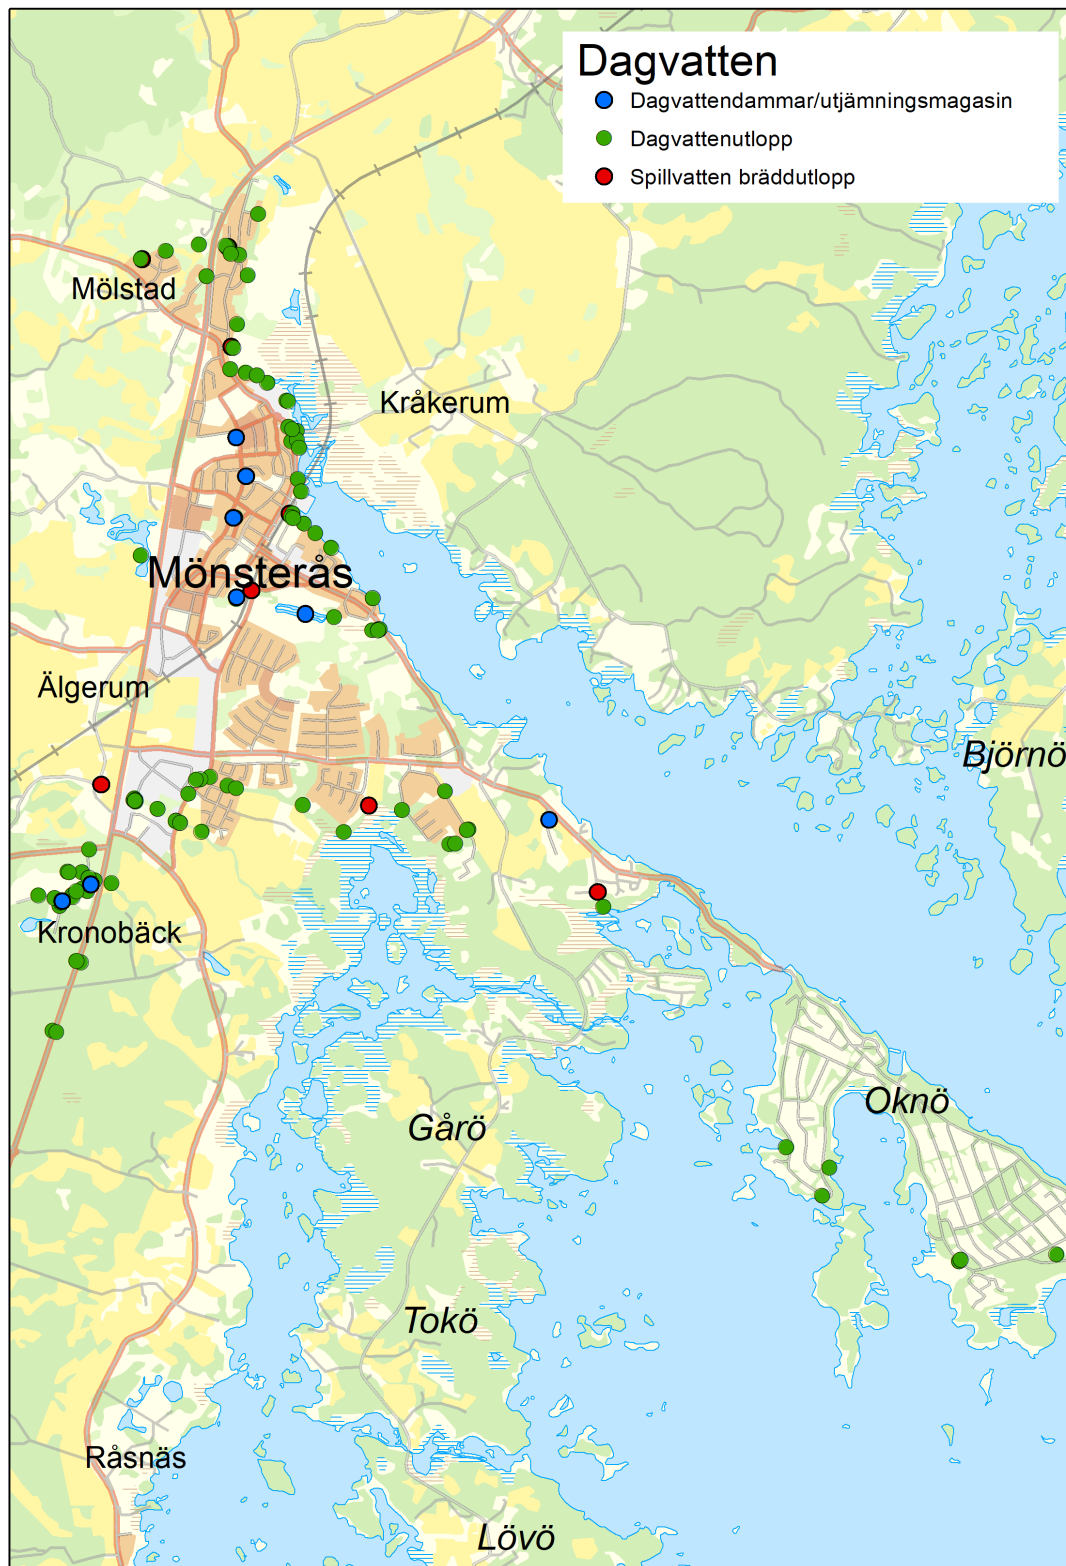 Dagvatten
Dagvattendammar/utjämningsmagasin
Dagvattenutlopp
Spillvatten bräddutlopp
Mölstad
Kråkerum
Mönsterås
Älgerum
Björnö
Kronobäck
Oknö
Gårö
Tokö
Råsnäs
Lövö